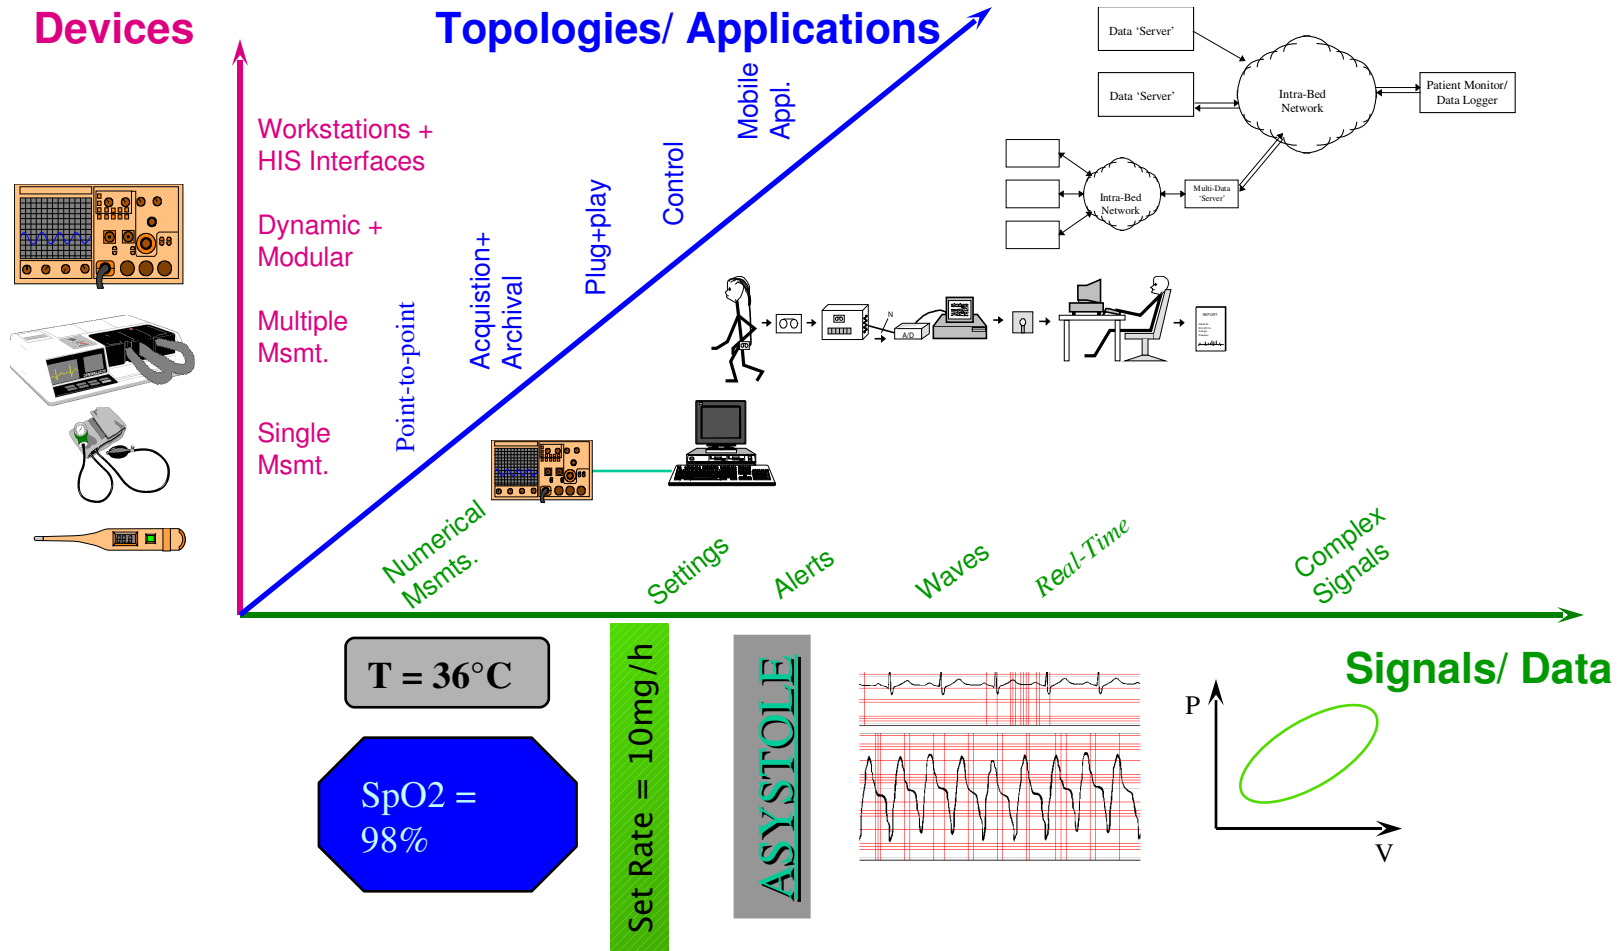 Devices
Topologies/ Applications
Data ‘Server’
Data ‘Server’
Intra-Bed
Network
Patient Monitor/
Data Logger
Intra-Bed
Network
Multi-Data
‘Server’
Workstations +
HIS Interfaces
Dynamic +
Modular
Multiple
Msmt.
Single
Msmt.
Point-to-point
Acquistion+
Archival
Plug+play
Control
Mobile
Appl.
N
A/D
REPORT
Numerical
Msmts.
Settings
Alerts
Waves
Real-Time
Complex
Signals
Signals/ Data
T = 36°C
SpO2 =
98%
Set Rate = 10mg/h
ASYSTOLE
P
V